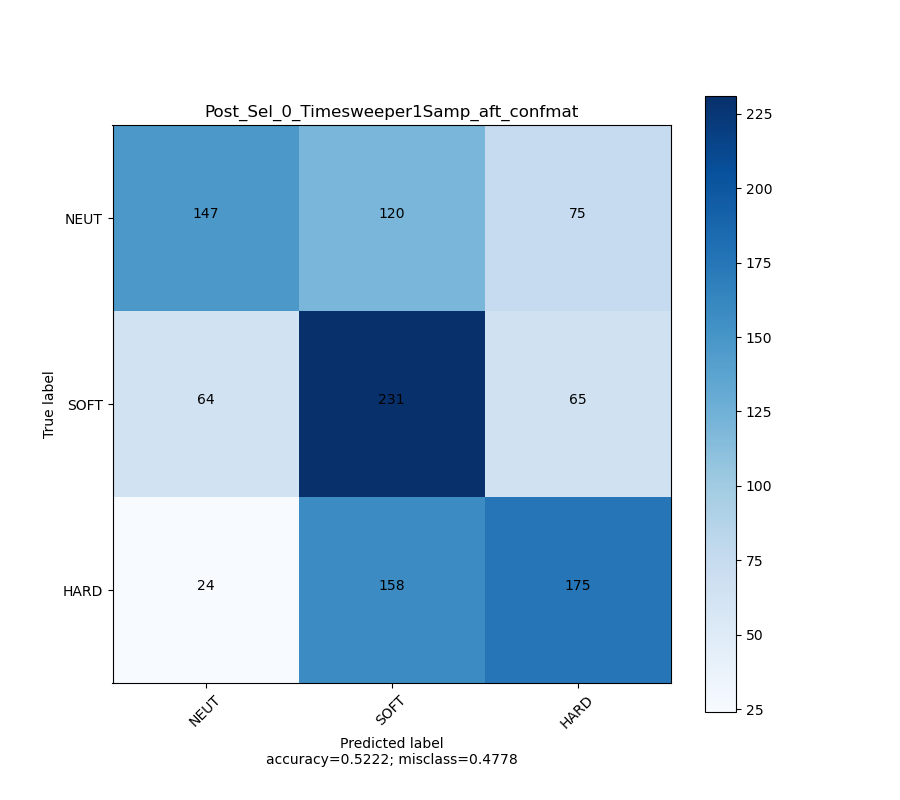 Post_Sel_0_Timesweeper1Samp_aft_confmat
True label
NEUT 147 120 75
SOFT 64 231 65
HARD 24 158 175
NEUT SOFT HARD
Predicted label
accuracy=0.5222; misclass=0.4778
225
200
175
150
125
100
75
50
25